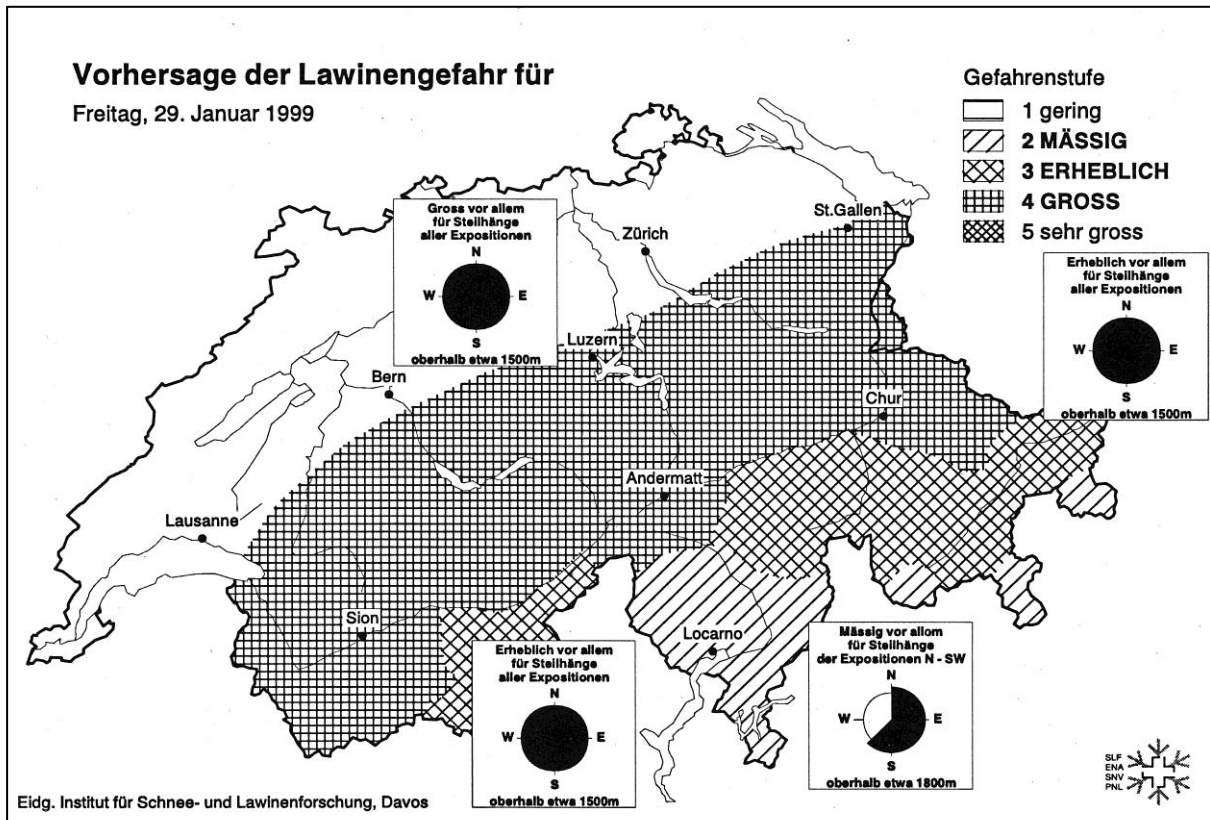 Vorhersage der Lawinengefahr für
Freitag, 29. Januar 1999
Gefahrenstufe
1 gering
2 MÄSSIG
3 ERHEBLICH
4 GROSS
5 sehr gross
Gross vor allem
für Steilhänge
aller Expositionen
N
W E
S
oberhalb etwa 1500m
Erheblich vor allem
für Steilhänge
aller Expositionen
N
W E
S
oberhalb etwa 1500m
St.Gallen
Zürich
Luzern
Bern
Chur
Andermatt
Lausanne
Sion
Locarno
Erheblich vor allem
für Steilhänge
aller Expositionen
N
W E
S
oberhalb etwa 1500m
Mässig vor allom
für Steilhänge
der Expositionen N - SW
N
W E
S
oberhalb etwa 1800m
Eidg. Institut für Schnee- und Lawinenforschung, Davos
SLF
ENA
SNV
PNL